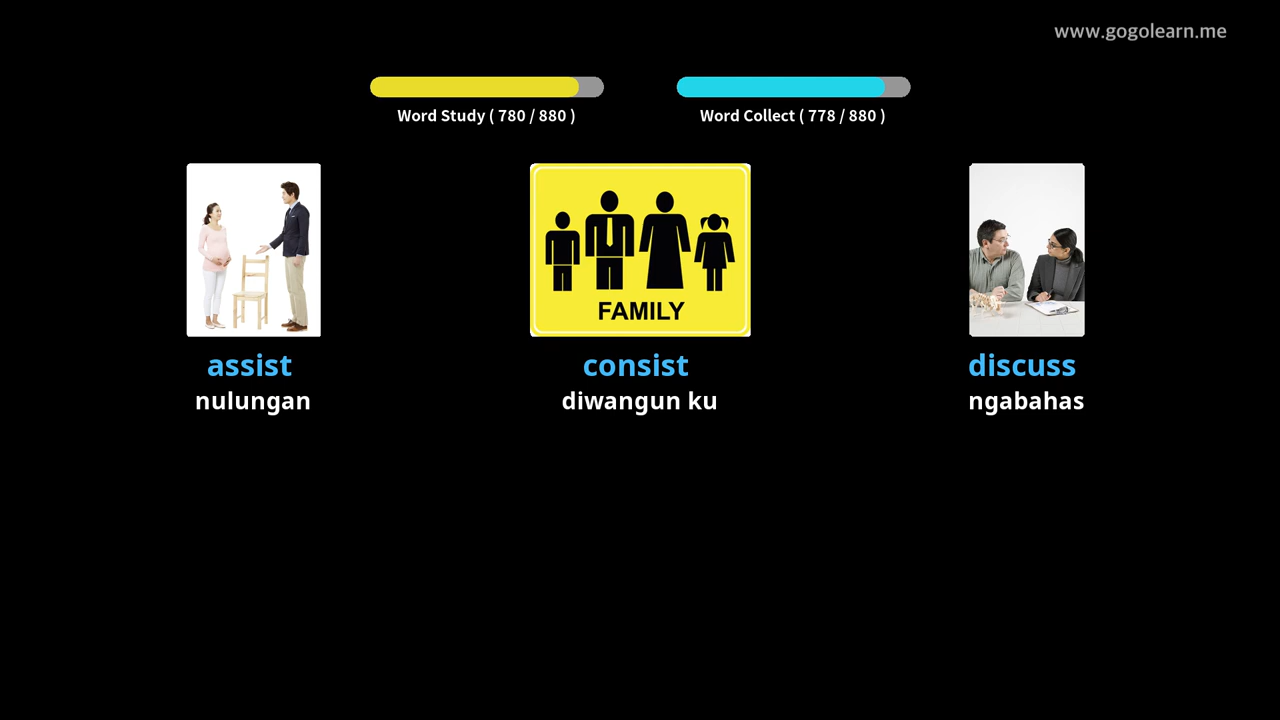 www.gogolearn.me
Word Study ( 780 / 880 )
Word Collect ( 778 / 880 )
FAMILY
assist
consist
discuss
nulungan
diwangun ku
ngabahas